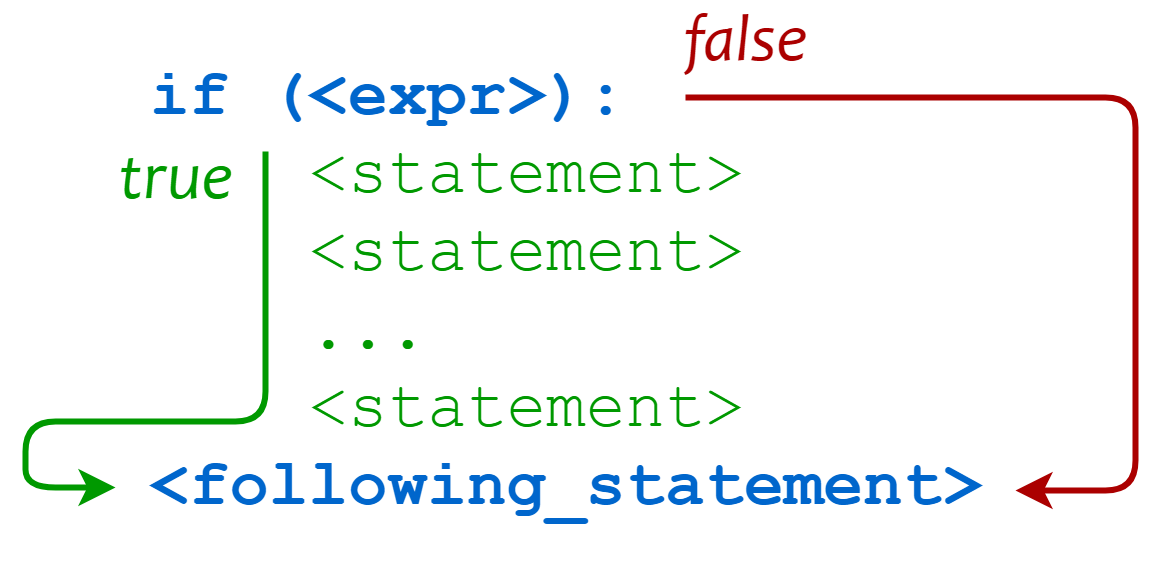 false
if (<expr>):
true
<statement>
<statement>
...
<statement>
<following_statement>